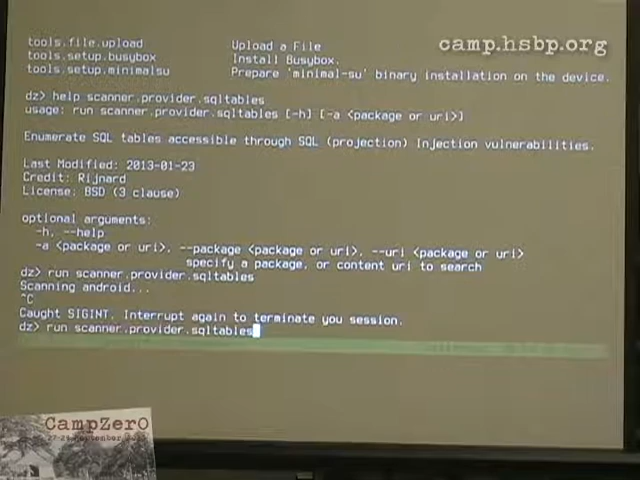 camp.hsbp.org
tools.file.upload Upload a File
tools.setup.busybox Install Busybox.
tools.setup.minimalsu Prepare 'minimal-su' binary installation on the device.
dz> help scanner.provider.sqltables
usage: run scanner.provider.sqltables [-h] [-a <package or uri>]
Enumerate SQL tables accessible through SQL (projection) Injection vulnerabilities.
Last Modified: 2013-01-23
Credit: Rijnard
License: BSD (3 clause)
optional arguments:
-h, --help
-a <package or uri>, --package <package or uri>, --uri <package or uri>
specify a package, or content uri to search
dz> run scanner.provider.sqltables
Scanning android...
^C
Caught SIGINT. Interrupt again to terminate you session.
dz> run scanner.provider.sqltables
CampZer0